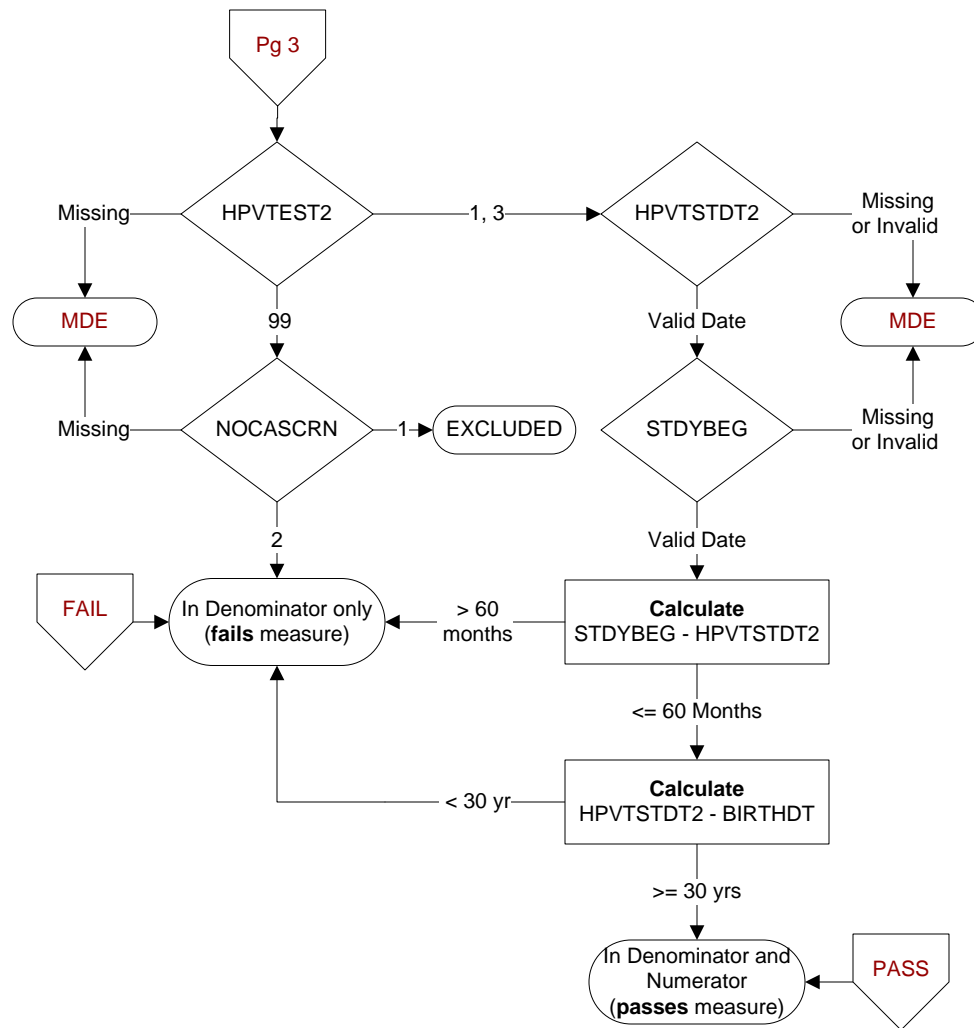 Pg 3
HPVTEST2
Missing
1, 3
HPVTSTDT2
Missing
or Invalid
MDE
99
Valid Date
MDE
Missing
NOCASCRN
1
EXCLUDED
STDYBEG
Missing
or Invalid
2
Valid Date
FAIL
In Denominator only
(fails measure)
> 60
months
Calculate
STDYBEG - HPVTSTDT2
<= 60 Months
< 30 yr
Calculate
HPVTSTDT2 - BIRTHDT
>= 30 yrs
In Denominator and
Numerator
(passes measure)
PASS